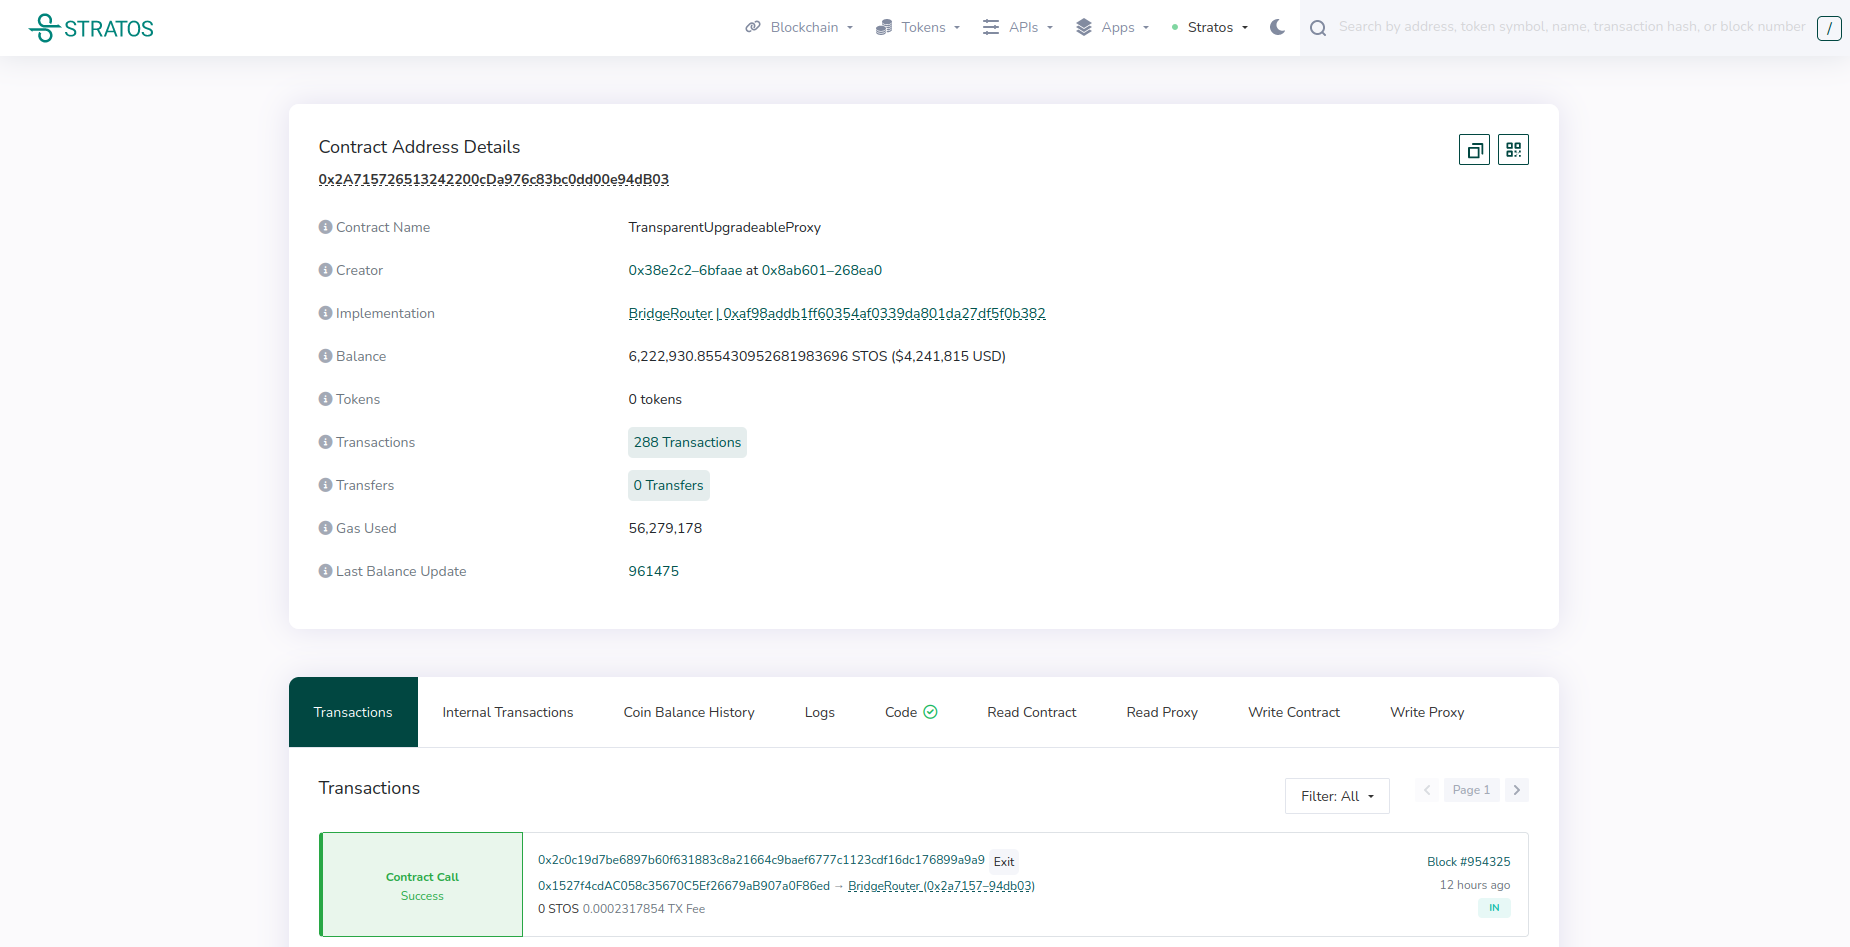 STRATOS
Blockchain
Tokens
APIs
Apps
Stratos
Search by address, token symbol, name, transaction hash, or block number
/
Contract Address Details
0x2A715726513242200cDa976c83bc0dd00e94dB03
Contract Name
TransparentUpgradeableProxy
Creator
0x38e2c2–6bfaae at 0x8ab601–268ea0
Implementation
BridgeRouter | 0xaf98addb1ff60354af0339da801da27df5f0b382
Balance
6,222,930.855430952681983696 STOS ($4,241,815 USD)
Tokens
0 tokens
Transactions
288 Transactions
Transfers
0 Transfers
Gas Used
56,279,178
Last Balance Update
961475
Transactions
Internal Transactions
Coin Balance History
Logs
Code
Read Contract
Read Proxy
Write Contract
Write Proxy
Transactions
Filter: All
Page 1
Contract Call
Success
0x2c0c19d7be6897b60f631883c8a21664c9baef6777c1123cdf16dc176899a9a9 Exit
0x1527f4cdAC058c35670C5Ef26679aB907a0F86ed → BridgeRouter (0x2a7157–94db03)
0 STOS 0.0002317854 TX Fee
Block #954325
12 hours ago
IN